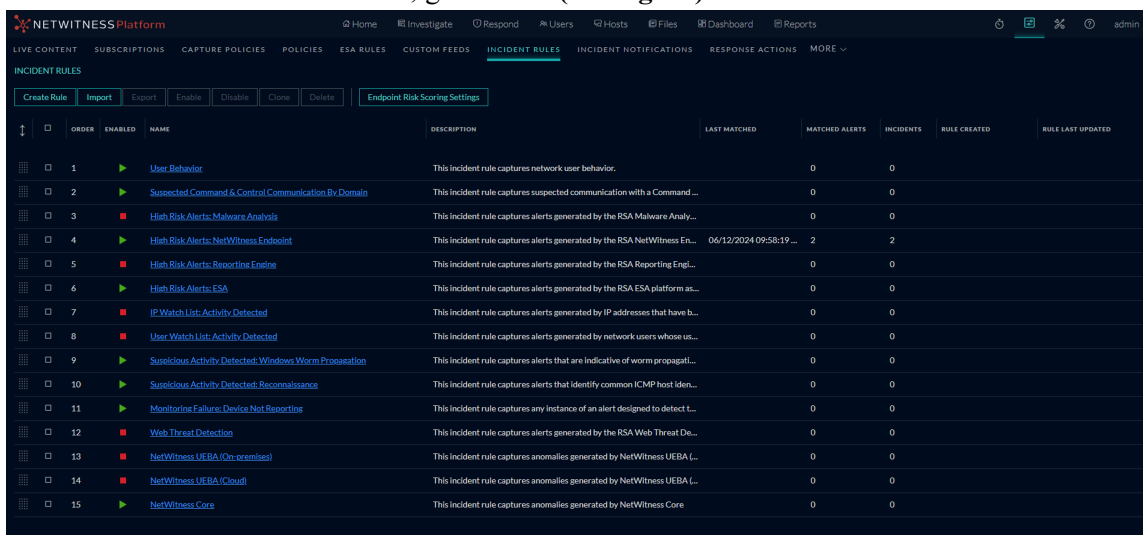 NETWITNESS Platform Home Investigate Respond Users Hosts Files Dashboard Reports admin
LIVE CONTENT SUBSCRIPTIONS CAPTURE POLICIES POLICIES ESA RULES CUSTOM FEEDS INCIDENT RULES INCIDENT NOTIFICATIONS RESPONSE ACTIONS MORE
INCIDENT RULES
Create Rule Import Export Enable Disable Clone Delete Endpoint Risk Scoring Settings
ORDER ENABLED NAME DESCRIPTION LAST MATCHED MATCHED ALERTS INCIDENTS RULE CREATED RULE LAST UPDATED
1 User Behavior This incident rule captures network user behavior. 0 0
2 Suspected Command & Control Communication By Domain This incident rule captures suspected communication with a Command ... 0 0
3 High Risk Alerts: Malware Analysis This incident rule captures alerts generated by the RSA Malware Analy... 0 0
4 High Risk Alerts: NetWitness Endpoint This incident rule captures alerts generated by the RSA NetWitness En... 06/12/2024 09:58:19 ... 2 2
5 High Risk Alerts: Reporting Engine This incident rule captures alerts generated by the RSA Reporting Engi... 0 0
6 High Risk Alerts: ESA This incident rule captures alerts generated by the RSA ESA platform as... 0 0
7 IP Watch List: Activity Detected This incident rule captures alerts generated by IP addresses that have b... 0 0
8 User Watch List: Activity Detected This incident rule captures alerts generated by network users whose us... 0 0
9 Suspicious Activity Detected: Windows Worm Propagation This incident rule captures alerts that are indicative of worm propagati... 0 0
10 Suspicious Activity Detected: Reconnaissance This incident rule captures alerts that identify common ICMP host iden... 0 0
11 Monitoring Failure: Device Not Reporting This incident rule captures any instance of an alert designed to detect t... 0 0
12 Web Threat Detection This incident rule captures alerts generated by the RSA Web Threat De... 0 0
13 NetWitness UEBA (On-premises) This incident rule captures anomalies generated by NetWitness UEBA (... 0 0
14 NetWitness UEBA (Cloud) This incident rule captures anomalies generated by NetWitness UEBA (... 0 0
15 NetWitness Core This incident rule captures anomalies generated by NetWitness Core 0 0